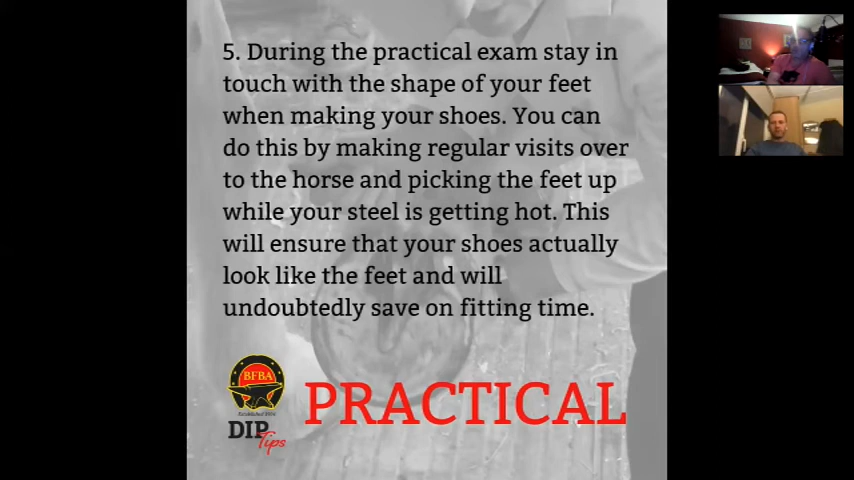 5. During the practical exam stay in
touch with the shape of your feet
when making your shoes. You can
do this by making regular visits over
to the horse and picking the feet up
while your steel is getting hot. This
will ensure that your shoes actually
look like the feet and will
undoubtedly save on fitting time.
BFBA
DIP
Tips
PRACTICAL